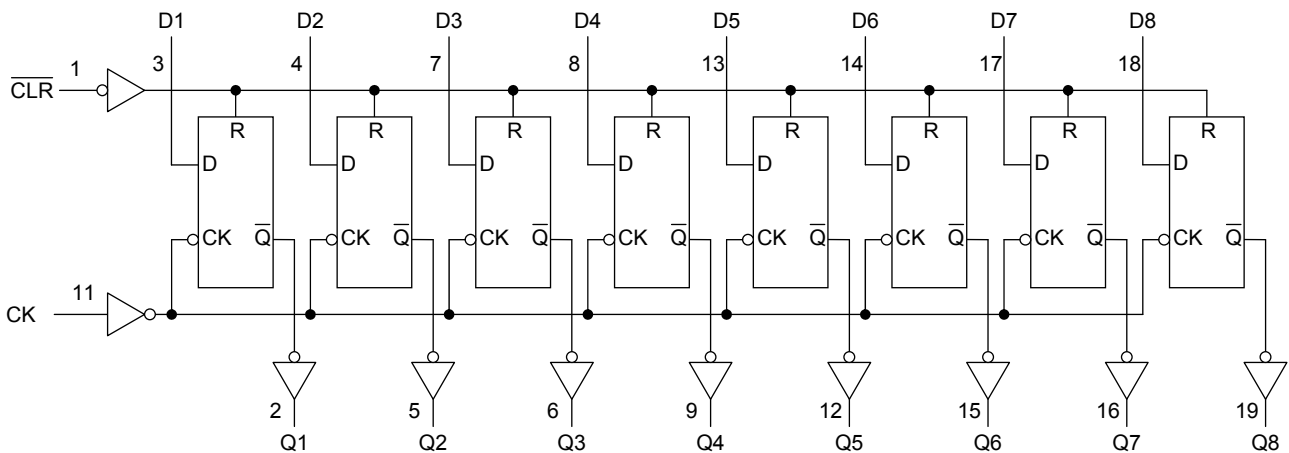 D1 D2 D3 D4 D5 D6 D7 D8
1 3 4 7 8 13 14 17 18
C̅L̅R̅
R R R R R R R R
D D D D D D D D
CK Q̅ CK Q̅ CK Q̅ CK Q̅ CK Q̅ CK Q̅ CK Q̅ CK Q̅
11
CK
2 5 6 9 12 15 16 19
Q1 Q2 Q3 Q4 Q5 Q6 Q7 Q8